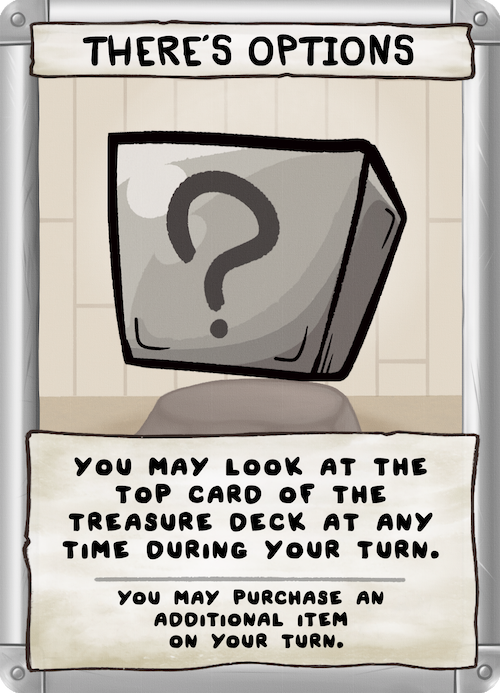 THERE'S OPTIONS
?
YOU MAY LOOK AT THE
TOP CARD OF THE
TREASURE DECK AT ANY
TIME DURING YOUR TURN.
YOU MAY PURCHASE AN
ADDITIONAL ITEM
ON YOUR TURN.